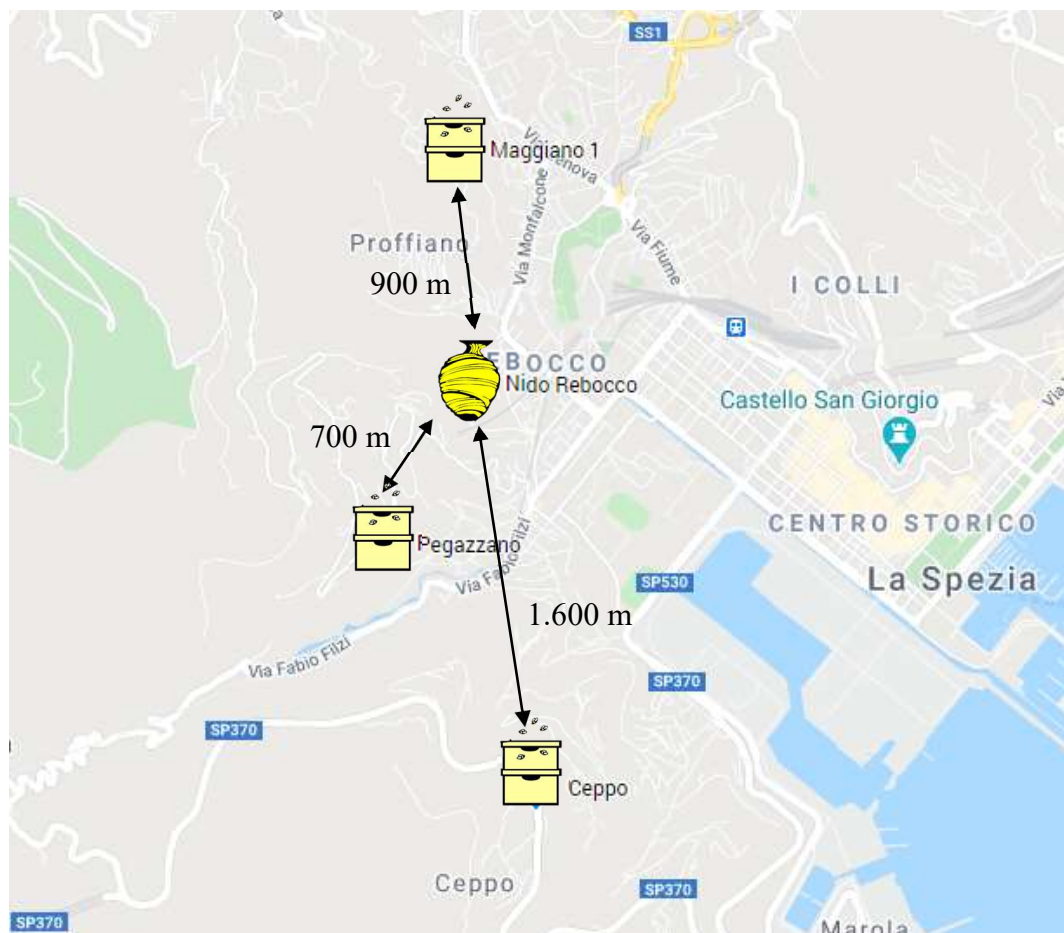 SS1
Maggiano 1
Via Genova
Via Monfalcone
Proffiano
Via Fiume
900 m
I COLLI
EBOCCO
Nido Rebocco
Castello San Giorgio
700 m
CENTRO STORICO
Pegazzano
Via Fabio Filzi
SP530
La Spezia
1.600 m
Via Fabio Filzi
SP370
SP370
Ceppo
Ceppo
SP370
Marola